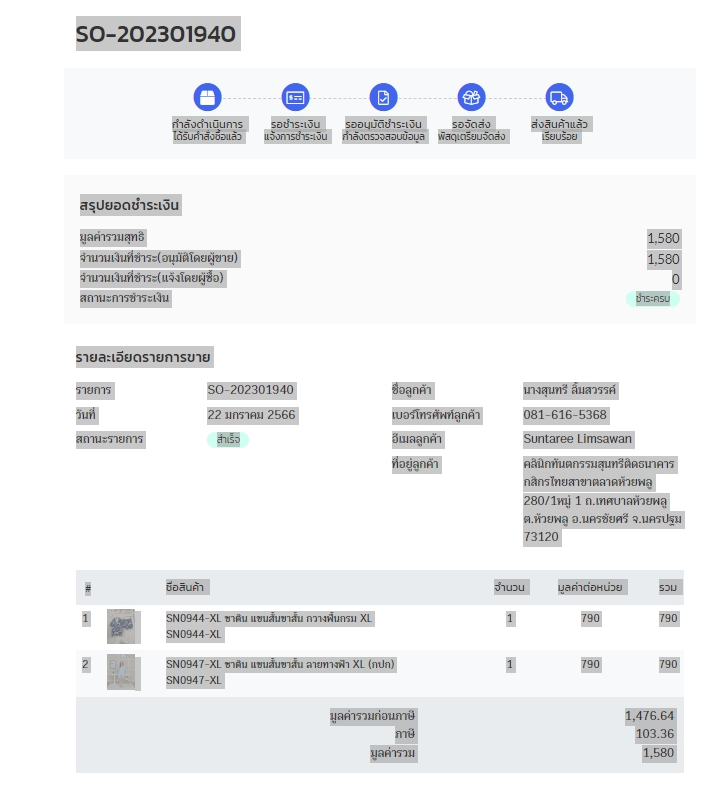 SO-202301940
กำลังดำเนินการ
ได้รับคำสั่งซื้อแล้ว
รอชำระเงิน
แจ้งการชำระเงิน
รออนุมัติชำระเงิน
กำลังตรวจสอบข้อมูล
รอจัดส่ง
พัสดุเตรียมจัดส่ง
ส่งสินค้าแล้ว
เรียบร้อย
สรุปยอดชำระเงิน
มูลค่ารวมสุทธิ 1,580
จำนวนเงินที่ชำระ(อนุมัติโดยผู้ขาย) 1,580
จำนวนเงินที่ชำระ(แจ้งโดยผู้ซื้อ) 0
สถานะการชำระเงิน ชำระครบ
รายละเอียดรายการขาย
รายการ SO-202301940
วันที่ 22 มกราคม 2566
สถานะรายการ สำเร็จ
ชื่อลูกค้า นางสุนทรี ลิ้มสวรรค์
เบอร์โทรศัพท์ลูกค้า 081-616-5368
อีเมลลูกค้า Suntaree Limsawan
ที่อยู่ลูกค้า คลินิกทันตกรรมสุนทรีติดธนาคาร
กสิกรไทยสาขาตลาดห้วยพลู
280/1หมู่ 1 ถ.เทศบาลห้วยพลู
ต.ห้วยพลู อ.นครชัยศรี จ.นครปฐม
73120
# ชื่อสินค้า จำนวน มูลค่าต่อหน่วย รวม
1 SN0944-XL ซาติน แขนสั้นขาสั้น กวางพื้นกรม XL 1 790 790
SN0944-XL
2 SN0947-XL ซาติน แขนสั้นขาสั้น ลายทางฟ้า XL (กปก) 1 790 790
SN0947-XL
มูลค่ารวมก่อนภาษี 1,476.64
ภาษี 103.36
มูลค่ารวม 1,580